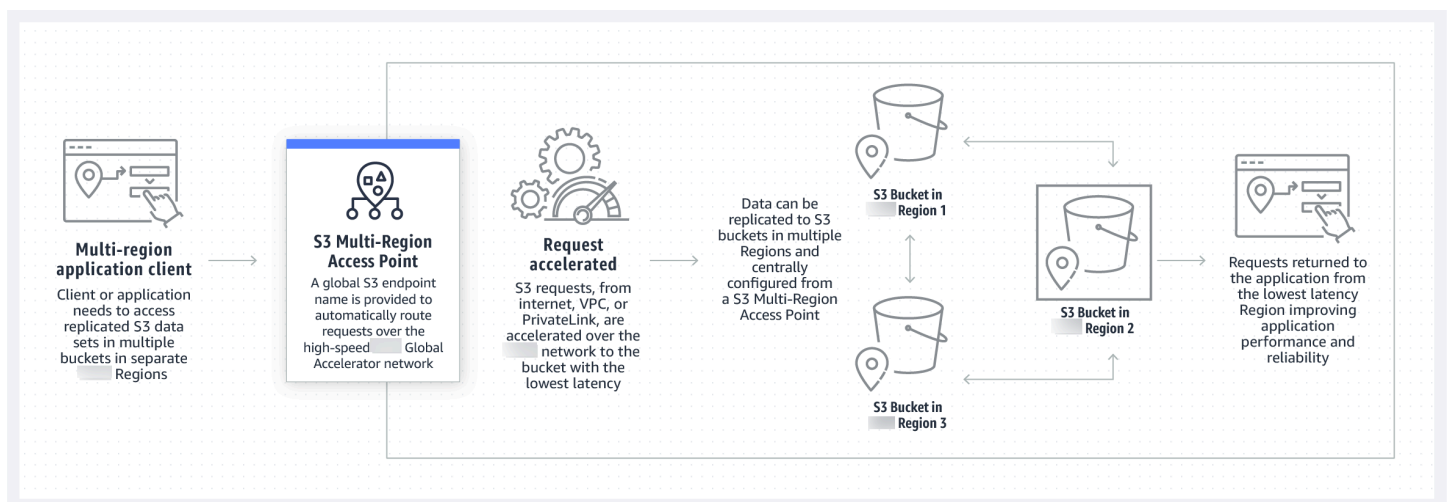 Multi-region
application client
Client or application
needs to access
replicated S3 data
sets in multiple
buckets in separate
Regions
S3 Multi-Region
Access Point
A global S3 endpoint
name is provided to
automatically route
requests over the
high-speed Global
Accelerator network
Request
accelerated
S3 requests, from
internet, VPC, or
PrivateLink, are
accelerated over the
network to the
bucket with the
lowest latency
Data can be
replicated to S3
buckets in multiple
Regions and
centrally
configured from
a S3 Multi-Region
Access Point
S3 Bucket in
Region 1
S3 Bucket in
Region 3
S3 Bucket in
Region 2
Requests returned to
the application from
the lowest latency
Region improving
application
performance and
reliability